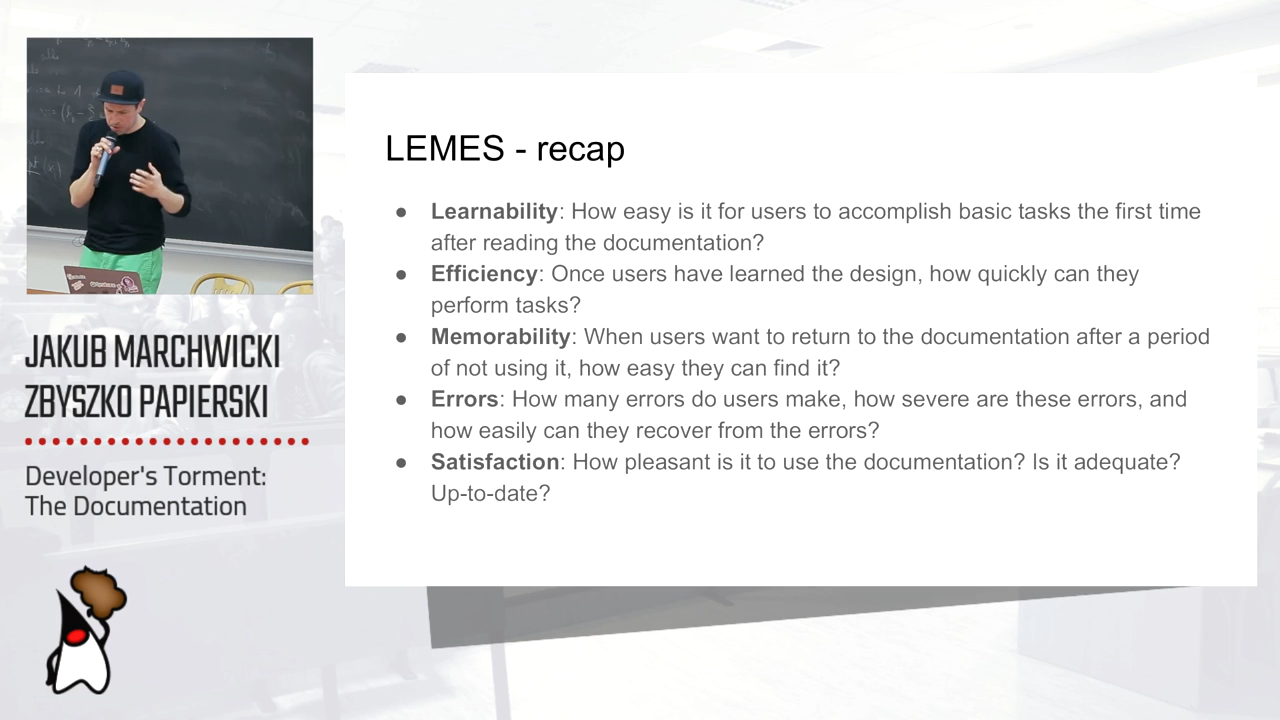 JAKUB MARCHWICKI
ZBYSZKO PAPIERSKI
Developer's Torment:
The Documentation
LEMES - recap
● Learnability: How easy is it for users to accomplish basic tasks the first time
after reading the documentation?
● Efficiency: Once users have learned the design, how quickly can they
perform tasks?
● Memorability: When users want to return to the documentation after a period
of not using it, how easy they can find it?
● Errors: How many errors do users make, how severe are these errors, and
how easily can they recover from the errors?
● Satisfaction: How pleasant is it to use the documentation? Is it adequate?
Up-to-date?